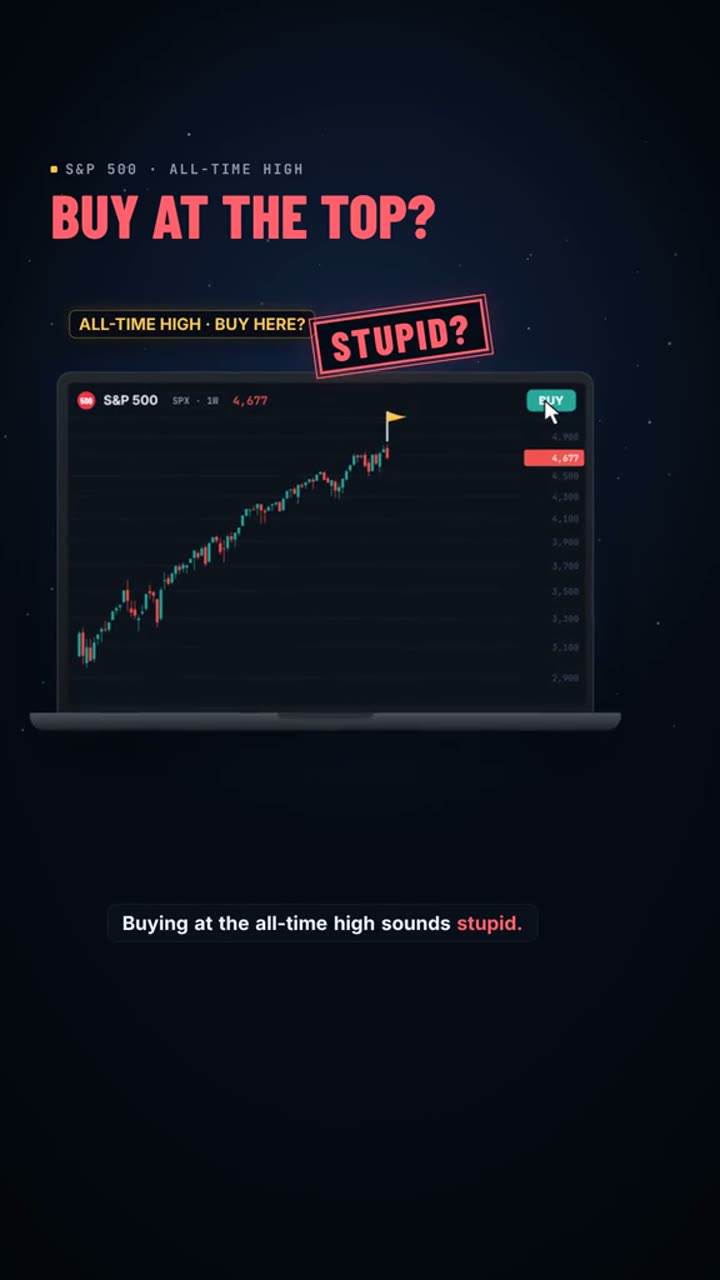 S&P 500 · ALL-TIME HIGH
BUY AT THE TOP?
ALL-TIME HIGH · BUY HERE?
STUPID?
500 S&P 500 SPX · 1W 4,677 BUY
4,900
4,677
4,500
4,300
4,100
3,900
3,700
3,500
3,300
3,100
2,900
Buying at the all-time high sounds stupid.